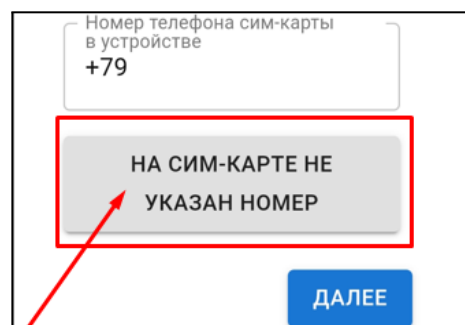 Номер телефона сим-карты
в устройстве
+79
НА СИМ-КАРТЕ НЕ
УКАЗАН НОМЕР
ДАЛЕЕ